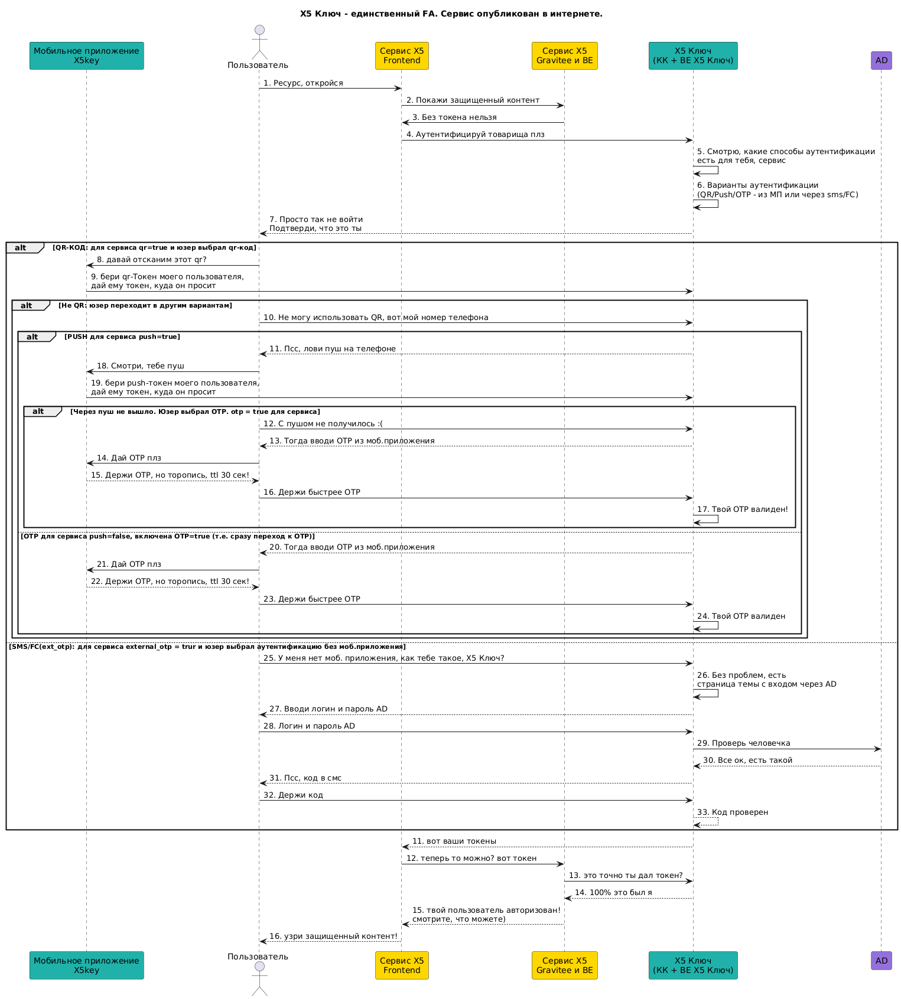 X5 Ключ - единственный FA. Сервис опубликован в интернете.
Мобильное приложение
X5key
Пользователь
Сервис X5
Frontend
Сервис X5
Gravitee и BE
X5 Ключ
(КК + BE X5 Ключ)
AD
1. Ресурс, откройся
2. Покажи защищенный контент
3. Без токена нельзя
4. Аутентифицируй товарища плз
5. Смотрю, какие способы аутентификации
есть для тебя, сервис
6. Варианты аутентификации
(QR/Push/OTP - из МП или через sms/FC)
7. Просто так не войти
Подтверди, что это ты
alt [QR-КОД: для сервиса qr=true и юзер выбрал qr-код]
8. давай отсканим этот qr?
9. бери qr-Токен моего пользователя,
дай ему токен, куда он просит
alt [Не QR: юзер переходит в другим вариантам]
10. Не могу использовать QR, вот мой номер телефона
alt [PUSH для сервиса push=true]
11. Псс, лови пуш на телефоне
18. Смотри, тебе пуш
19. бери push-токен моего пользователя,
дай ему токен, куда он просит
alt [Через пуш не вышло. Юзер выбрал OTP. otp = true для сервиса]
12. С пушом не получилось :(
13. Тогда вводи OTP из моб.приложения
14. Дай OTP плз
15. Держи OTP, но торопись, ttl 30 сек!
16. Держи быстрее OTP
17. Твой OTP валиден!
[OTP для сервиса push=false, включена OTP=true (т.е. сразу переход к OTP)]
20. Тогда вводи OTP из моб.приложения
21. Дай OTP плз
22. Держи OTP, но торопись, ttl 30 сек!
23. Держи быстрее OTP
24. Твой OTP валиден
[SMS/FC(ext_otp): для сервиса external_otp = trur и юзер выбрал аутентификацию без моб.приложения]
25. У меня нет моб. приложения, как тебе такое, X5 Ключ?
26. Без проблем, есть
страница темы с входом через AD
27. Вводи логин и пароль AD
28. Логин и пароль AD
29. Проверь человечка
30. Все ок, есть такой
31. Псс, код в смс
32. Держи код
33. Код проверен
11. вот ваши токены
12. теперь то можно? вот токен
13. это точно ты дал токен?
14. 100% это был я
15. твой пользователь авторизован!
смотрите, что можете)
16. узри защищенный контент!
Мобильное приложение
X5key
Пользователь
Сервис X5
Frontend
Сервис X5
Gravitee и BE
X5 Ключ
(КК + BE X5 Ключ)
AD